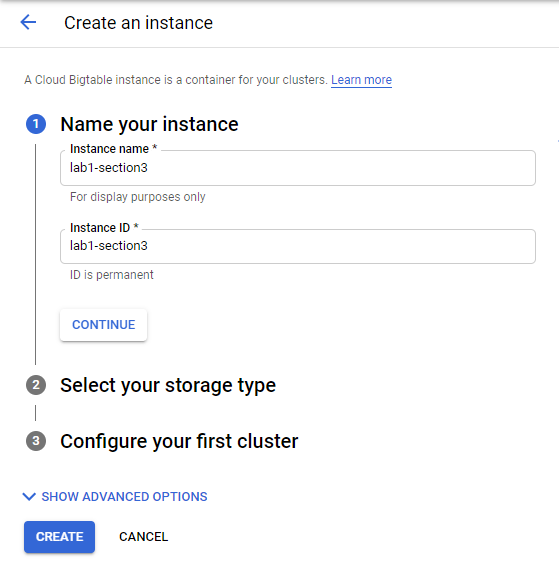 Create an instance
A Cloud Bigtable instance is a container for your clusters. Learn more
1 Name your instance
Instance name *
lab1-section3
For display purposes only
Instance ID *
lab1-section3
ID is permanent
CONTINUE
2 Select your storage type
3 Configure your first cluster
SHOW ADVANCED OPTIONS
CREATE CANCEL